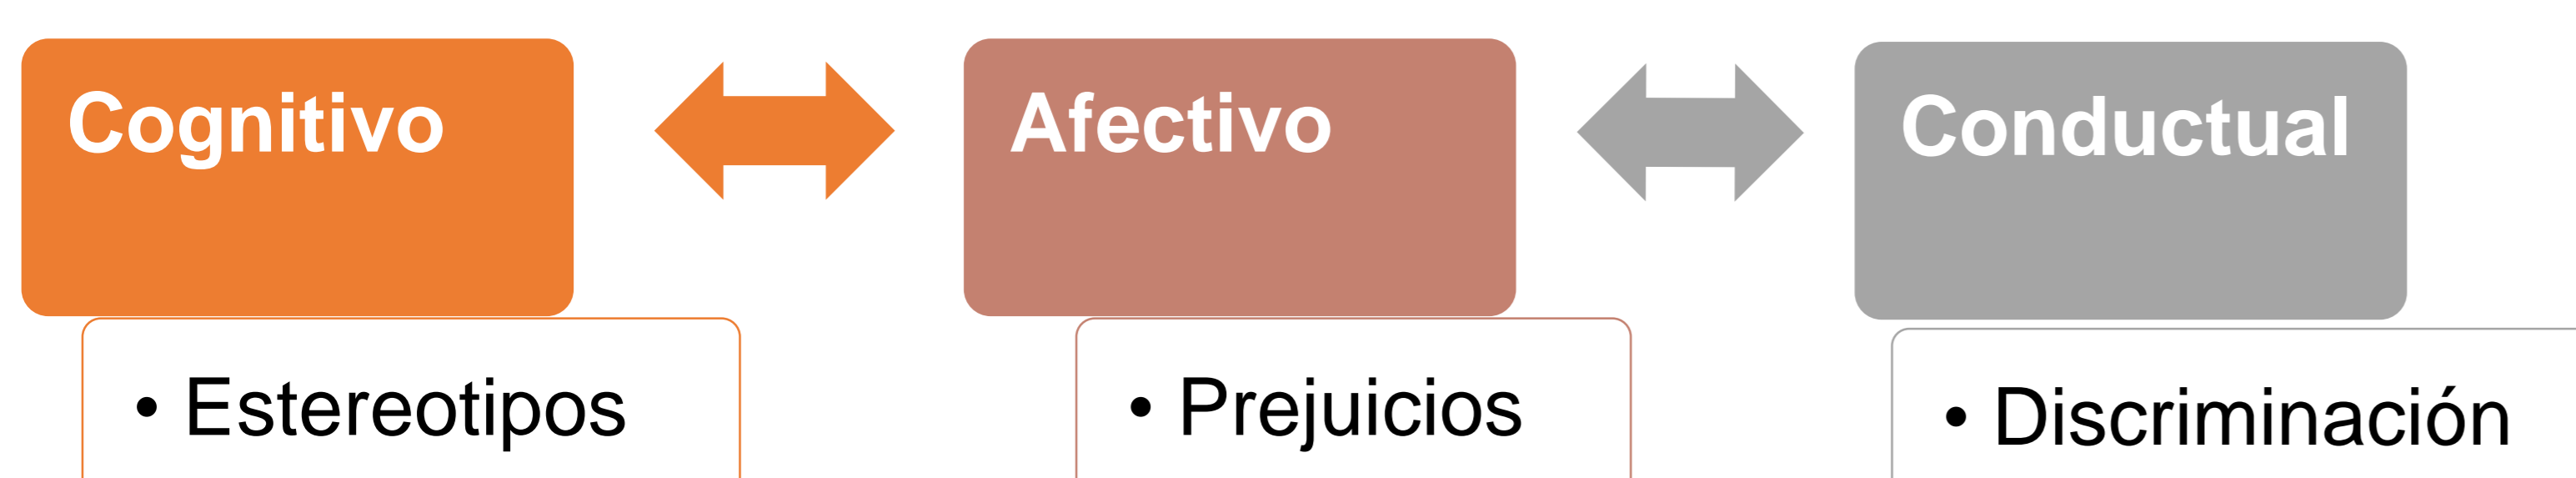 Cognitivo
Afectivo
Conductual
• Estereotipos
• Prejuicios
• Discriminación